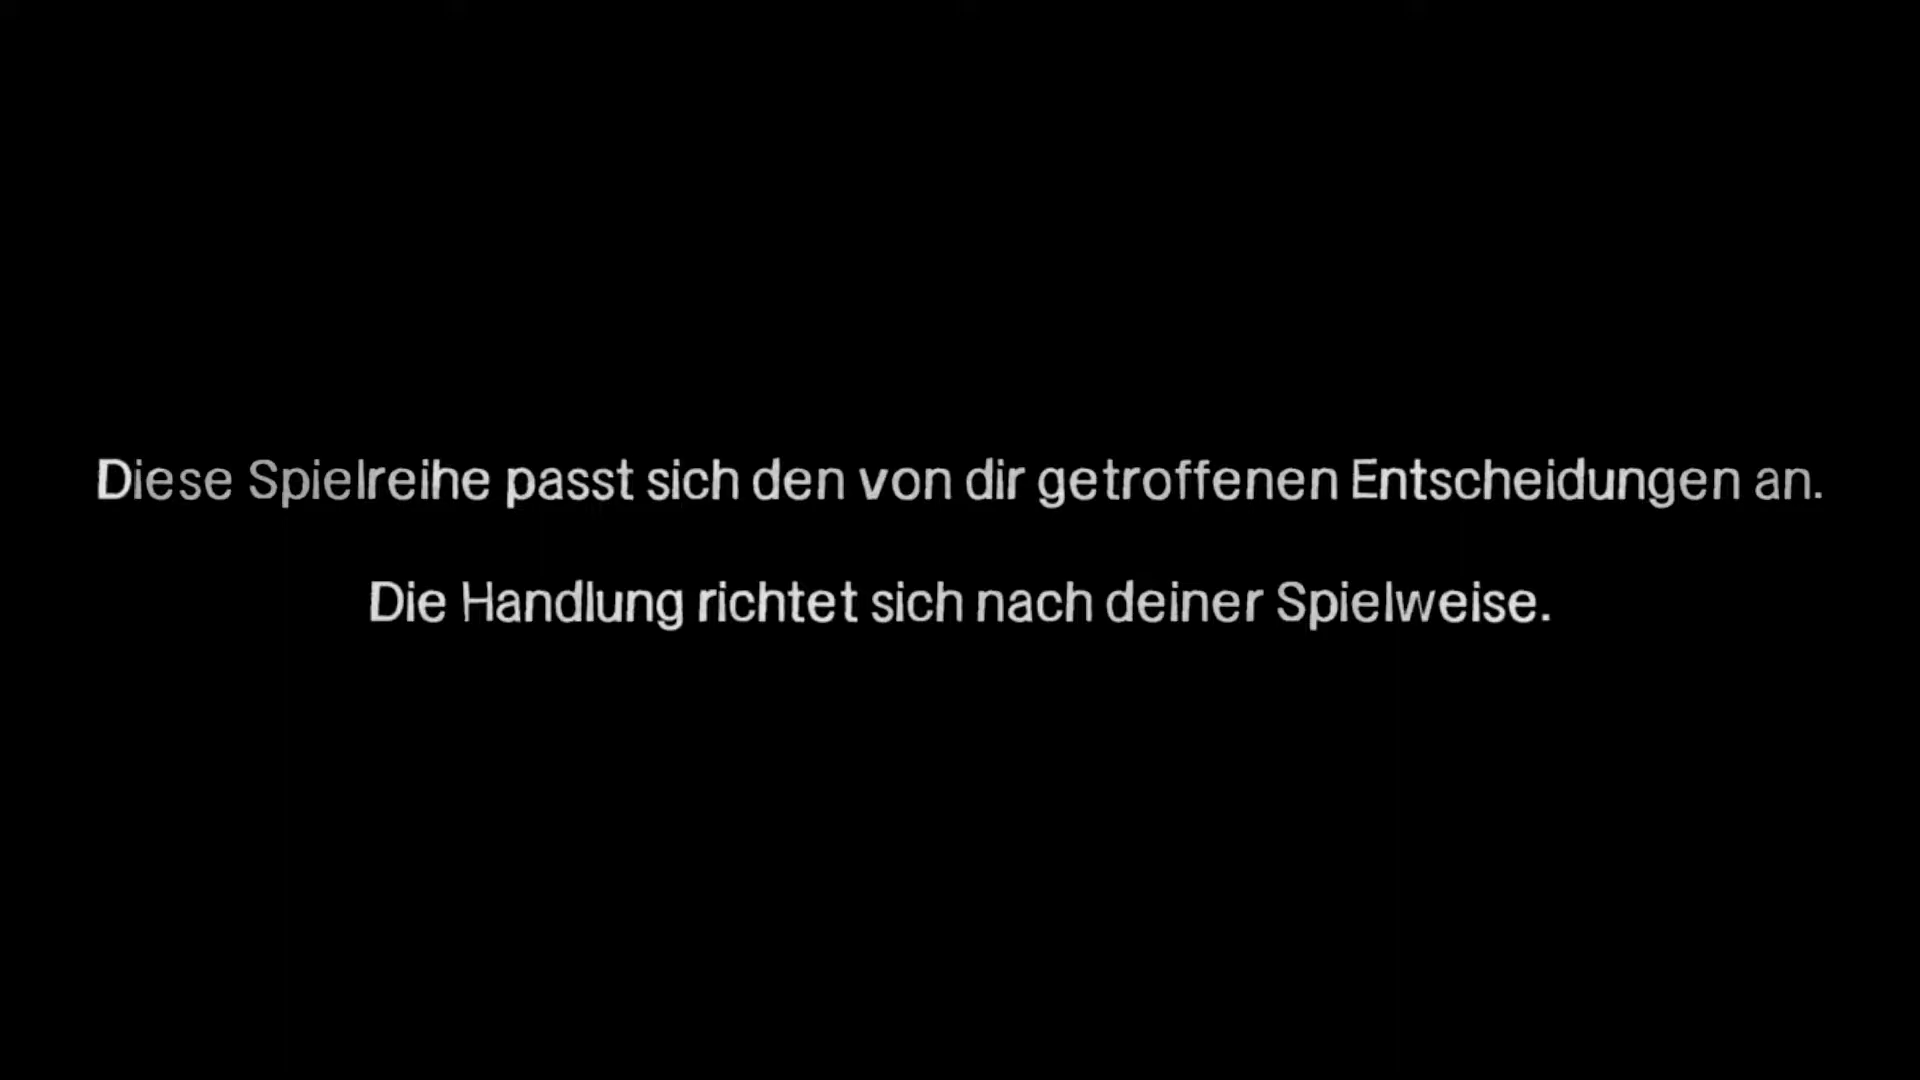 Diese Spielreihe passt sich den von dir getroffenen Entscheidungen an.
Die Handlung richtet sich nach deiner Spielweise.